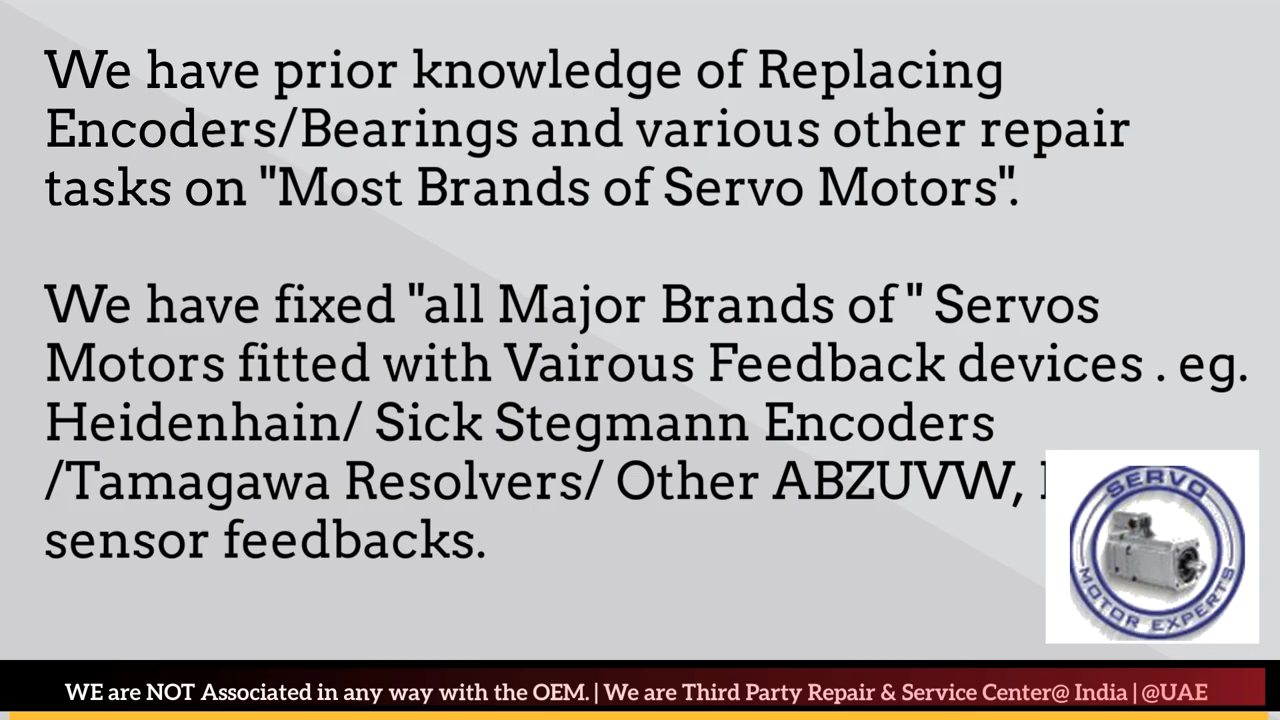 We have prior knowledge of Replacing
Encoders/Bearings and various other repair
tasks on "Most Brands of Servo Motors".
We have fixed "all Major Brands of " Servos
Motors fitted with Vairous Feedback devices . eg.
Heidenhain/ Sick Stegmann Encoders
/Tamagawa Resolvers/ Other ABZUVW,
sensor feedbacks.
SERVO
MOTOR EXPERTS
WE are NOT Associated in any way with the OEM. | We are Third Party Repair & Service Center@ India | @UAE